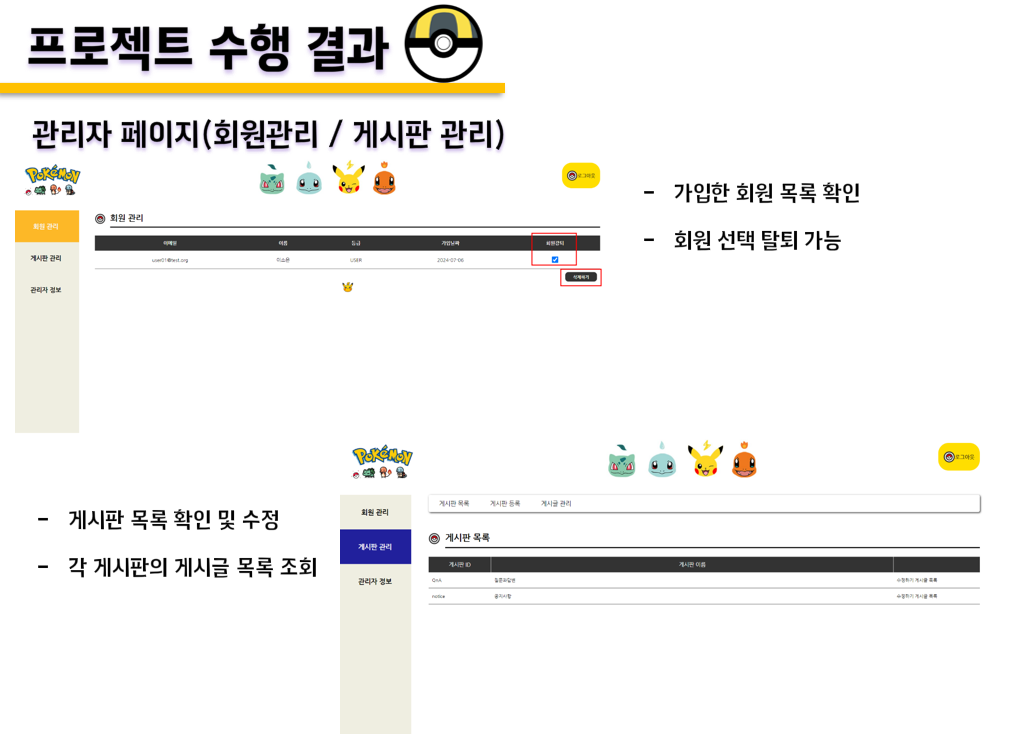 프로젝트 수행 결과
관리자 페이지(회원관리 / 게시판 관리)
Pokémon
로그아웃
- 가입한 회원 목록 확인
- 회원 선택 탈퇴 가능
회원 관리
게시판 관리
관리자 정보
회원 관리
이메일 이름 등급 가입날짜 회원강퇴
user01@test.org USER 2024-07-06
삭제하기
- 게시판 목록 확인 및 수정
- 각 게시판의 게시글 목록 조회
Pokémon
로그아웃
회원 관리
게시판 관리
관리자 정보
게시판 목록 게시판 등록 게시글 관리
게시판 목록
게시판 ID 게시판 이름
QnA 질문과답변 수정하기 게시글 목록
notice 공지사항 수정하기 게시글 목록